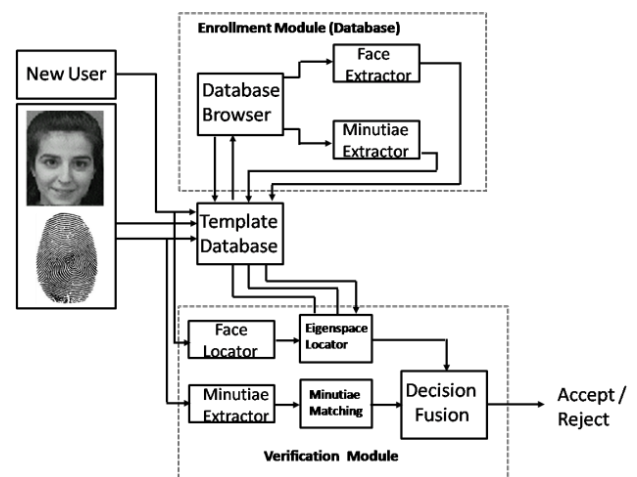 Enrollment Module (Database)
New User
Database
Browser
Face
Extractor
Minutiae
Extractor
Template
Database
Face
Locator
Eigenspace
Locator
Minutiae
Extractor
Minutiae
Matching
Decision
Fusion
Accept /
Reject
Verification Module